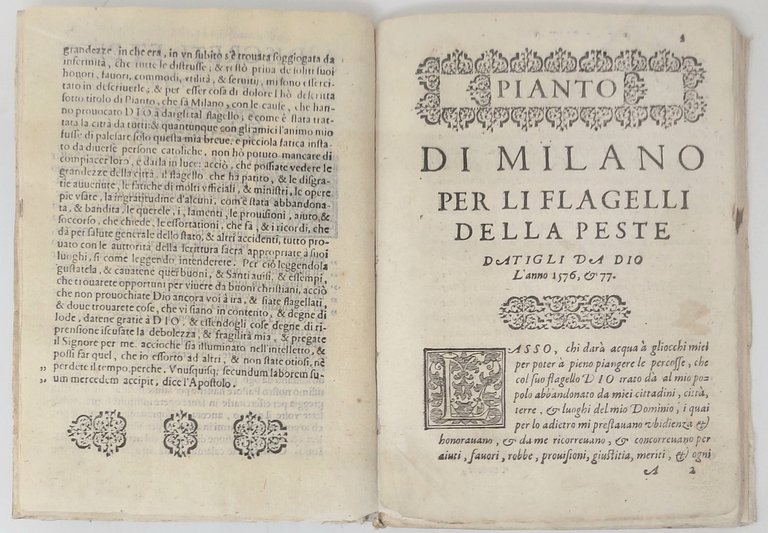 grandezze, in che era, in vn subito s'è trouata soggiogata da
infermità, che tutte le distrusse; & restò prima de soliti suoi
honori, fauori, commodi, vtilità, & seruitù, mi sono esserci-
tato in descriuerle; & per esser cosa di dolore l'hò descritta
sotto titolo di Pianto, che fà Milano, con le cause, che han-
no prouocato DIO à dargli tal flagello; e come è stata trat-
tata la città da tutti: & quantunque con gli amici l'animo mio
fusse di palesare solo questa mia breue, e picciola fatica instã-
to da diuerse persone catoliche, non hò potuto mancare di
compiacer loro, e darla in luce: acciò, che possiate vedere le
grandezze della città, il flagello che hà patito, & le disgra-
tie auuenute, le fatiche di molti vfficiali, & ministri, le opere
pie vsate, la ingratitudine d'alcuni, com'è stata abbandona-
ta, & bandita, le querele, i lamenti, le prouisioni, aiuto, &
soccorso, che chiede, le essortationi, che fà, & i ricordi, che
dà per salute generale dello stato, & altri accidenti, tutto pro-
uato con le autorità della scrittura sacra appropriate à suoi
luoghi, si come leggendo intenderete. Per ciò leggendola
gustatela, & cauatene quei buoni, & Santi auisi, & essempi,
che trouarete opportuni per viuere da buoni christiani, acciò
che non prouochiate Dio ancora voi à ira, & siate flagellati,
& doue trouarete cose, che vi siano in contento, & degne di
lode, datene gratie à DIO, & essendogli cose degne di ri-
prensione iscusate la debolezza, & fragilità mia, & pregate
il Signore per me, accioche sia illuminato nell'intelletto, &
possi far quel, che io essorto ad altri, & non state otiosi, nè
„ perdete il tempo perche. Vnusquisq; secundum laborem su-
„ um mercedem accipit, dice l'Apostolo.
PIANTO
DI MILANO
PER LI FLAGELLI
DELLA PESTE
DATIGLI DA DIO
L'anno 1576, & 77.
LASSO, chi darà acqua à gliocchi miei
per poter à pieno piangere le percosse, che
col suo flagello DIO irato dà al mio po-
polo abbandonato da miei cittadini, città,
terre, & luoghi del mio Dominio, i quai
per lo adietro mi prestauano vbidienza &
honorauano, & da me ricorreuano, & concorreuano per
aiuti, fauori, robbe, prouisioni, giustitia, meriti, & ogni
A 2